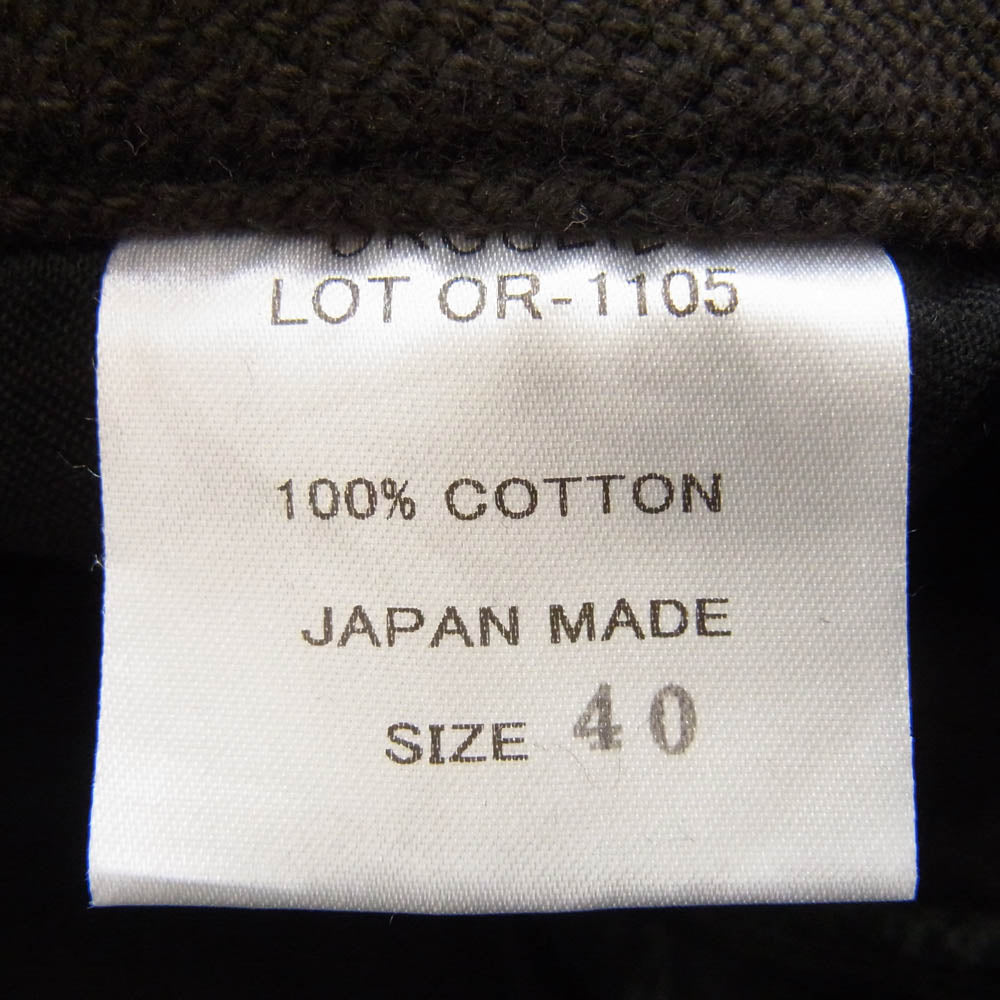 LOT OR-1105
100% COTTON
JAPAN MADE
SIZE 40